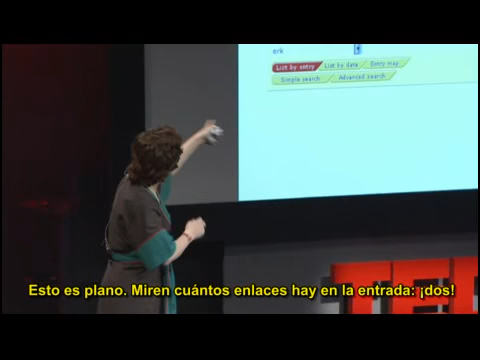 erk
List by entry
List by date
Entry map
Simple search
Advanced search
TED
Esto es plano. Miren cuántos enlaces hay en la entrada: ¡dos!